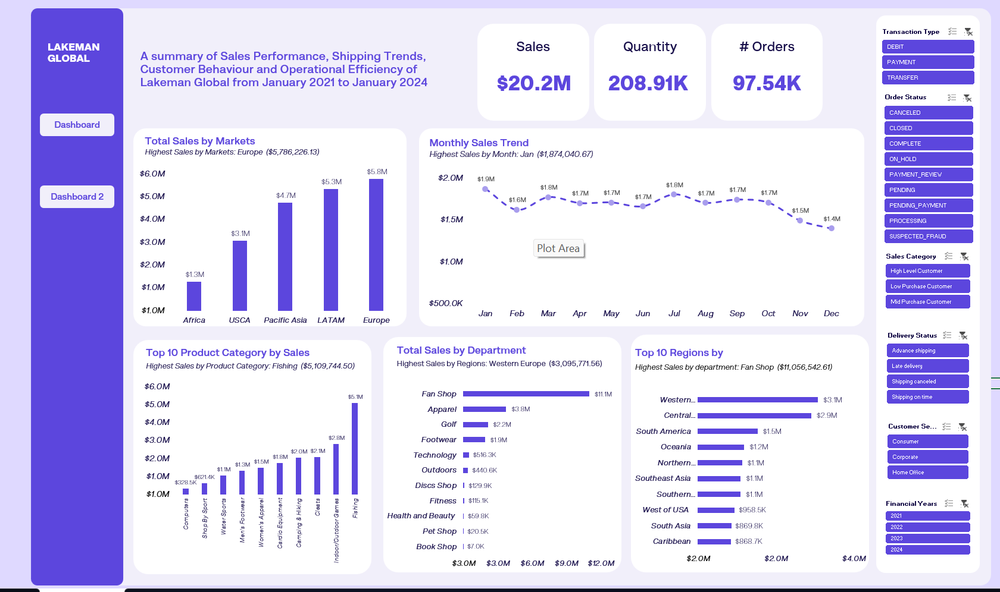 LAKEMAN
GLOBAL
Dashboard
Dashboard 2
A summary of Sales Performance, Shipping Trends,
Customer Behaviour and Operational Efficiency of
Lakeman Global from January 2021 to January 2024
Sales
$20.2M
Quantity
208.91K
# Orders
97.54K
Total Sales by Markets
Highest Sales by Markets: Europe ($5,786,226.13)
$6.0M
$5.0M
$4.0M
$3.0M
$2.0M
$1.0M
$1.0M
$1.3M
$3.1M
$4.7M
$5.3M
$5.8M
Africa USCA Pacific Asia LATAM Europe
Monthly Sales Trend
Highest Sales by Month: Jan ($1,874,040.67)
$2.0M
$1.5M
$1.0M
$500.0K
$1.9M
$1.6M
$1.8M
$1.7M
$1.7M
$1.7M
$1.8M
$1.7M
$1.7M
$1.7M
$1.5M
$1.4M
Plot Area
Jan Feb Mar Apr May Jun Jul Aug Sep Oct Nov Dec
Top 10 Product Category by Sales
Highest Sales by Product Category: Fishing ($5,109,744.50)
$6.0M
$5.0M
$4.0M
$3.0M
$2.0M
$1.0M
$1.0M
$328.5K
$621.4K
$1.1M
$1.3M
$1.5M
$1.8M
$2.0M
$2.1M
$2.8M
$5.1M
Computers
Shop By Sport
Water Sports
Men's Footwear
Women's Apparel
Cardio Equipment
Camping & Hiking
Cleats
Indoor/Outdoor Games
Fishing
Total Sales by Department
Highest Sales by Regions: Western Europe ($3,095,771.56)
Fan Shop $11.1M
Apparel $3.8M
Golf $2.2M
Footwear $1.9M
Technology $516.3K
Outdoors $440.6K
Discs Shop $129.9K
Fitness $115.1K
Health and Beauty $59.8K
Pet Shop $20.5K
Book Shop $7.0K
$3.0M $3.0M $6.0M $9.0M $12.0M
Top 10 Regions by
Highest Sales by department: Fan Shop ($11,056,542.61)
Western... $3.1M
Central... $2.9M
South America $1.5M
Oceania $1.2M
Northern... $1.1M
Southeast Asia $1.1M
Southern... $1.1M
West of USA $958.5K
South Asia $869.8K
Caribbean $868.7K
$2.0M $2.0M $4.0M
Transaction Type
DEBIT
PAYMENT
TRANSFER
Order Status
CANCELED
CLOSED
COMPLETE
ON_HOLD
PAYMENT_REVIEW
PENDING
PENDING_PAYMENT
PROCESSING
SUSPECTED_FRAUD
Sales Category
High Level Customer
Low Purchase Customer
Mid Purchase Customer
Delivery Status
Advance shipping
Late delivery
Shipping canceled
Shipping on time
Customer Se...
Consumer
Corporate
Home Office
Financial Years
2021
2022
2023
2024